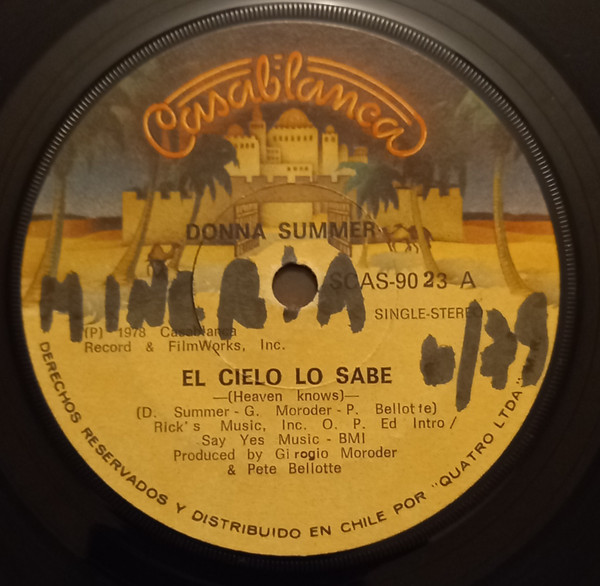 Casablanca
DONNA SUMMER
SCAS-9023 A
SINGLE-STEREO
(P) 1978 Casablanca
Record & FilmWorks, Inc.
EL CIELO LO SABE
—(Heaven knows)—
(D. Summer - G. Moroder - P. Bellotte)
Rick's Music, Inc. O. P. Ed Intro/
Say Yes Music - BMI
Produced by Girogio Moroder
& Pete Bellotte
DERECHOS RESERVADOS Y DISTRIBUIDO EN CHILE POR "QUATRO LTDA"